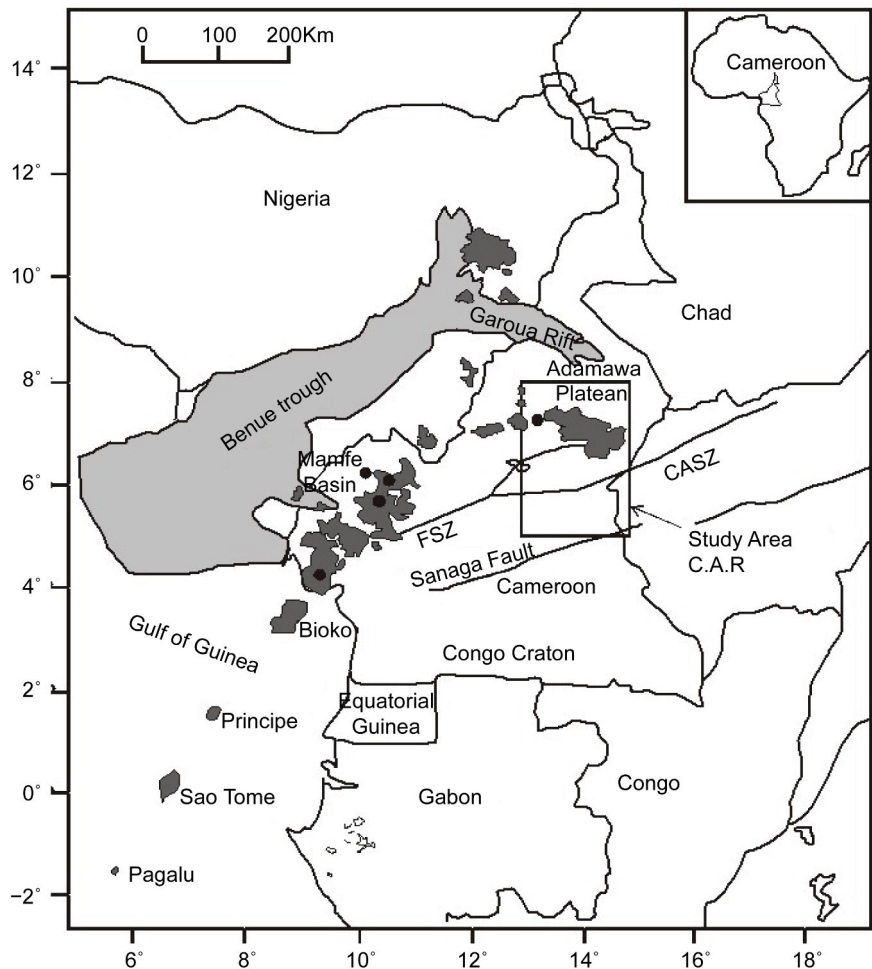 0 100 200Km
Cameroon
14°
12°
Nigeria
10°
Chad
Garoua Rift
8°
Adamawa
Platean
Benue trough
6°
Mamfe
Basin
CASZ
FSZ
Study Area
C.A.R
Sanaga Fault
4°
Cameroon
Bioko
Gulf of Guinea
Congo Craton
2°
Equatorial
Guinea
Principe
0°
Sao Tome
Gabon
Congo
Pagalu
−2°
6° 8° 10° 12° 14° 16° 18°